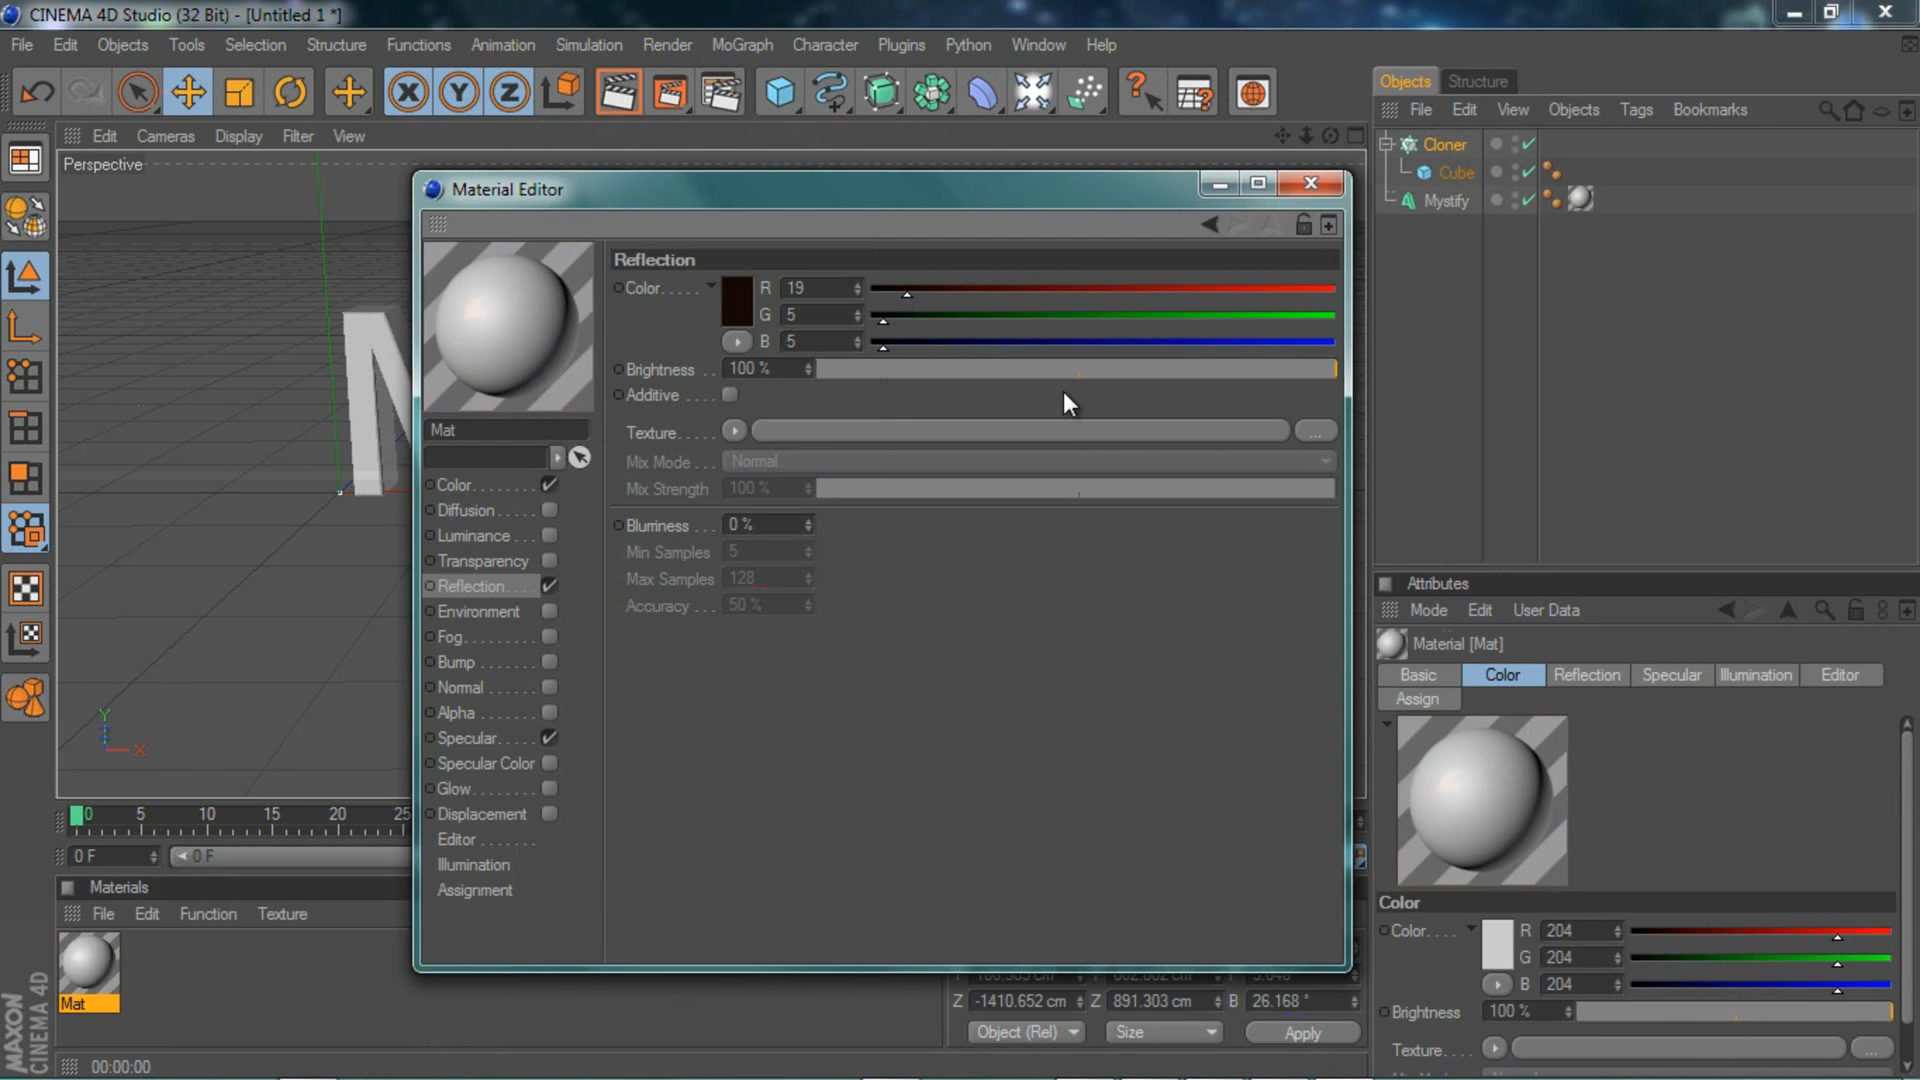 CINEMA 4D Studio (32 Bit) - [Untitled 1 *]
File Edit Objects Tools Selection Structure Functions Animation Simulation Render MoGraph Character Plugins Python Window Help
Objects Structure
File Edit View Objects Tags Bookmarks
Edit Cameras Display Filter View
Perspective
Cloner
Cube
Mystify
Material Editor
Reflection
Color..... R 19
G 5
B 5
Brightness .. 100 %
Additive ....
Texture..... ...
Mix Mode ... Normal
Mix Strength 100 %
Blurriness ... 0 %
Min Samples 5
Max Samples 128
Accuracy ... 50 %
Mat
Color........
Diffusion .....
Luminance ...
Transparency
Reflection....
Environment
Fog.........
Bump .......
Normal ......
Alpha .......
Specular.....
Specular Color
Glow........
Displacement
Editor .......
Illumination
Assignment
Attributes
Mode Edit User Data
Material [Mat]
Basic Color Reflection Specular Illumination Editor
Assign
Color
Color.... R 204
G 204
B 204
Brightness 100 %
Texture.... ...
0 5 10 15 20 25
0 F 0 F
Materials
File Edit Function Texture
Mat
Z -1410.652 cm Z 891.303 cm B 26.168 °
Object (Rel) Size Apply
00:00:00
MAXON
CINEMA 4D
X Y Z
Y
X